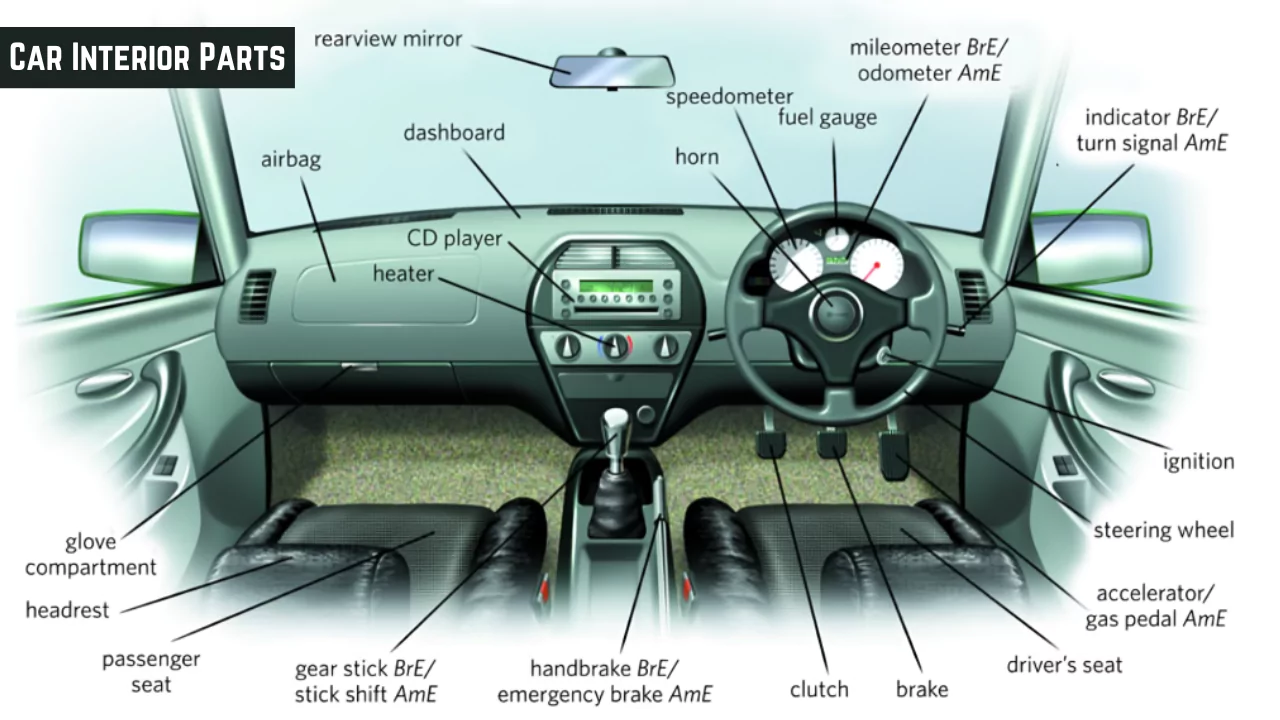 CAR INTERIOR PARTS
rearview mirror
mileometer BrE/
odometer AmE
speedometer
fuel gauge
indicator BrE/
turn signal AmE
dashboard
horn
airbag
CD player
heater
ignition
steering wheel
glove
compartment
headrest
accelerator/
gas pedal AmE
passenger
seat
gear stick BrE/
stick shift AmE
handbrake BrE/
emergency brake AmE
clutch
brake
driver's seat